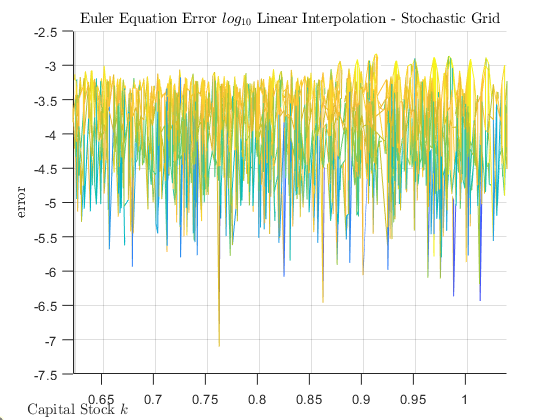 Euler Equation Error log10 Linear Interpolation - Stochastic Grid
-2.5
-3
-3.5
-4
-4.5
-5
-5.5
-6
-6.5
-7
-7.5
error
0.65 0.7 0.75 0.8 0.85 0.9 0.95 1
Capital Stock k